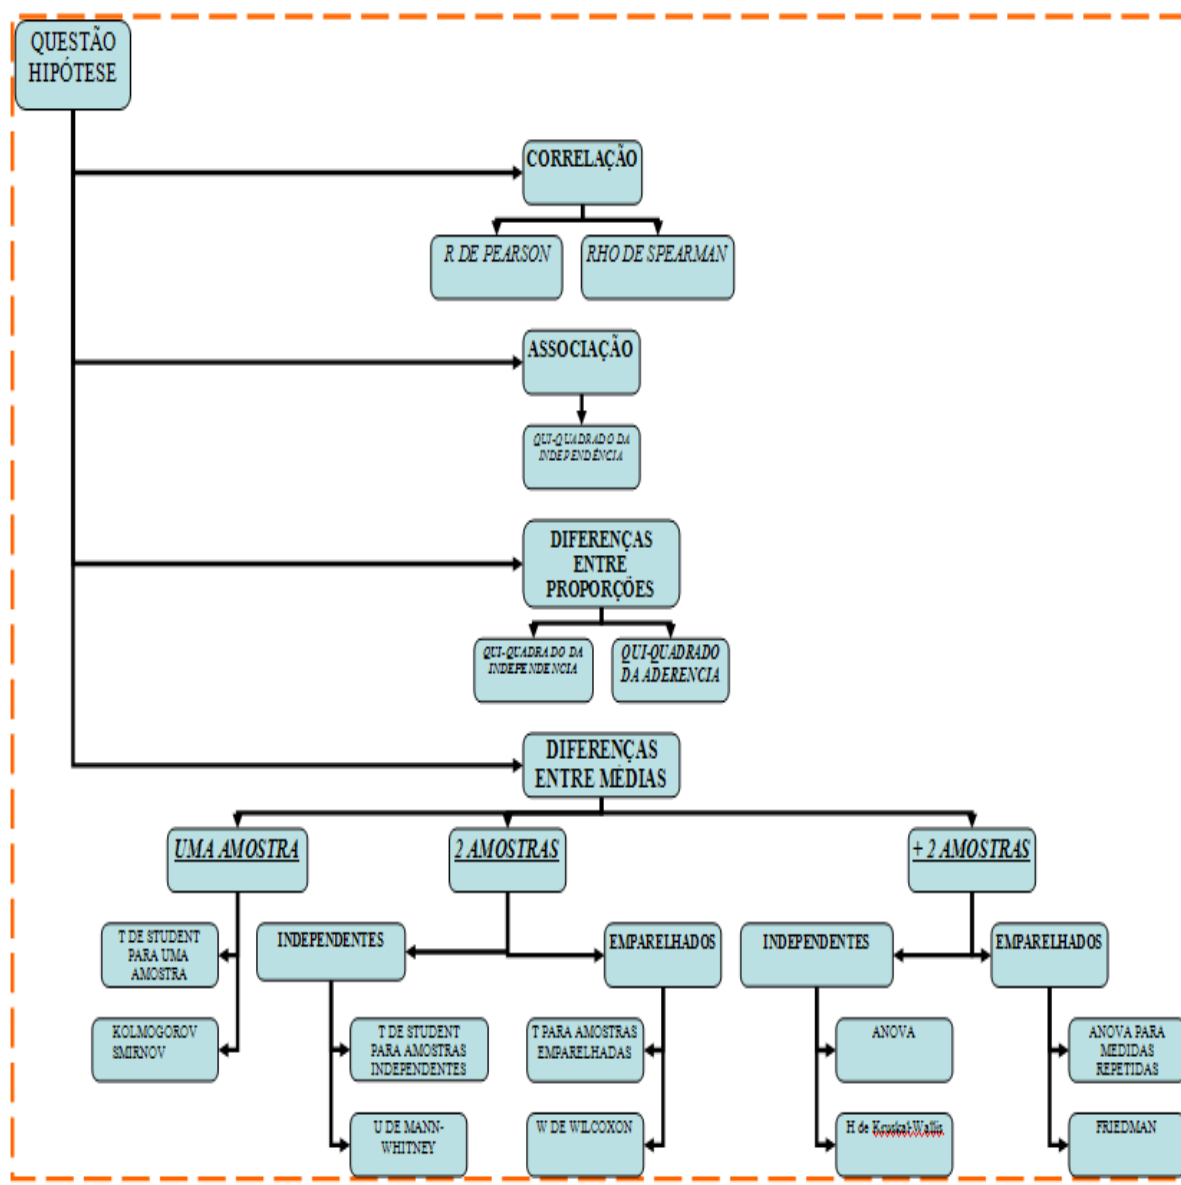 QUESTÃO
HIPÓTESE
CORRELAÇÃO
R DE PEARSON
RHO DE SPEARMAN
ASSOCIAÇÃO
QUI-QUADRADO DA
INDEPENDÊNCIA
DIFERENÇAS
ENTRE
PROPORÇÕES
QUI-QUADRADO DA
INDEPENDENCIA
QUI-QUADRADO
DA ADERENCIA
DIFERENÇAS
ENTRE MÉDIAS
UMA AMOSTRA
2 AMOSTRAS
+ 2 AMOSTRAS
T DE STUDENT
PARA UMA
AMOSTRA
INDEPENDENTES
EMPARELHADOS
INDEPENDENTES
EMPARELHADOS
KOLMOGOROV
SMIRNOV
T DE STUDENT
PARA AMOSTRAS
INDEPENDENTES
T PARA AMOSTRAS
EMPARELHADAS
ANOVA
ANOVA PARA
MEDIDAS
REPETIDAS
U DE MANN-
WHITNEY
W DE WILCOXON
H de Kruskal-Wallis
FRIEDMAN